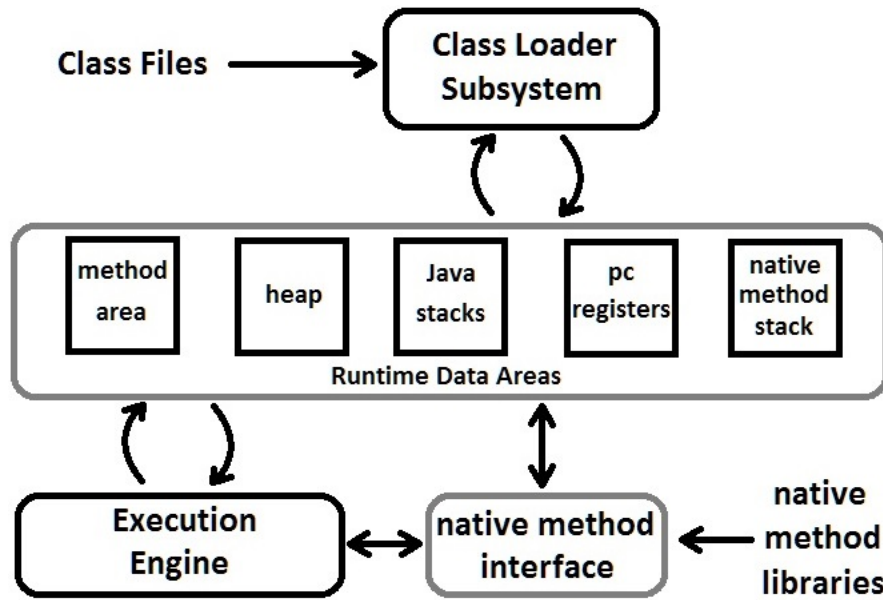 Class Files
Class Loader
Subsystem
method
area
heap
Java
stacks
pc
registers
native
method
stack
Runtime Data Areas
Execution
Engine
native method
interface
native
method
libraries